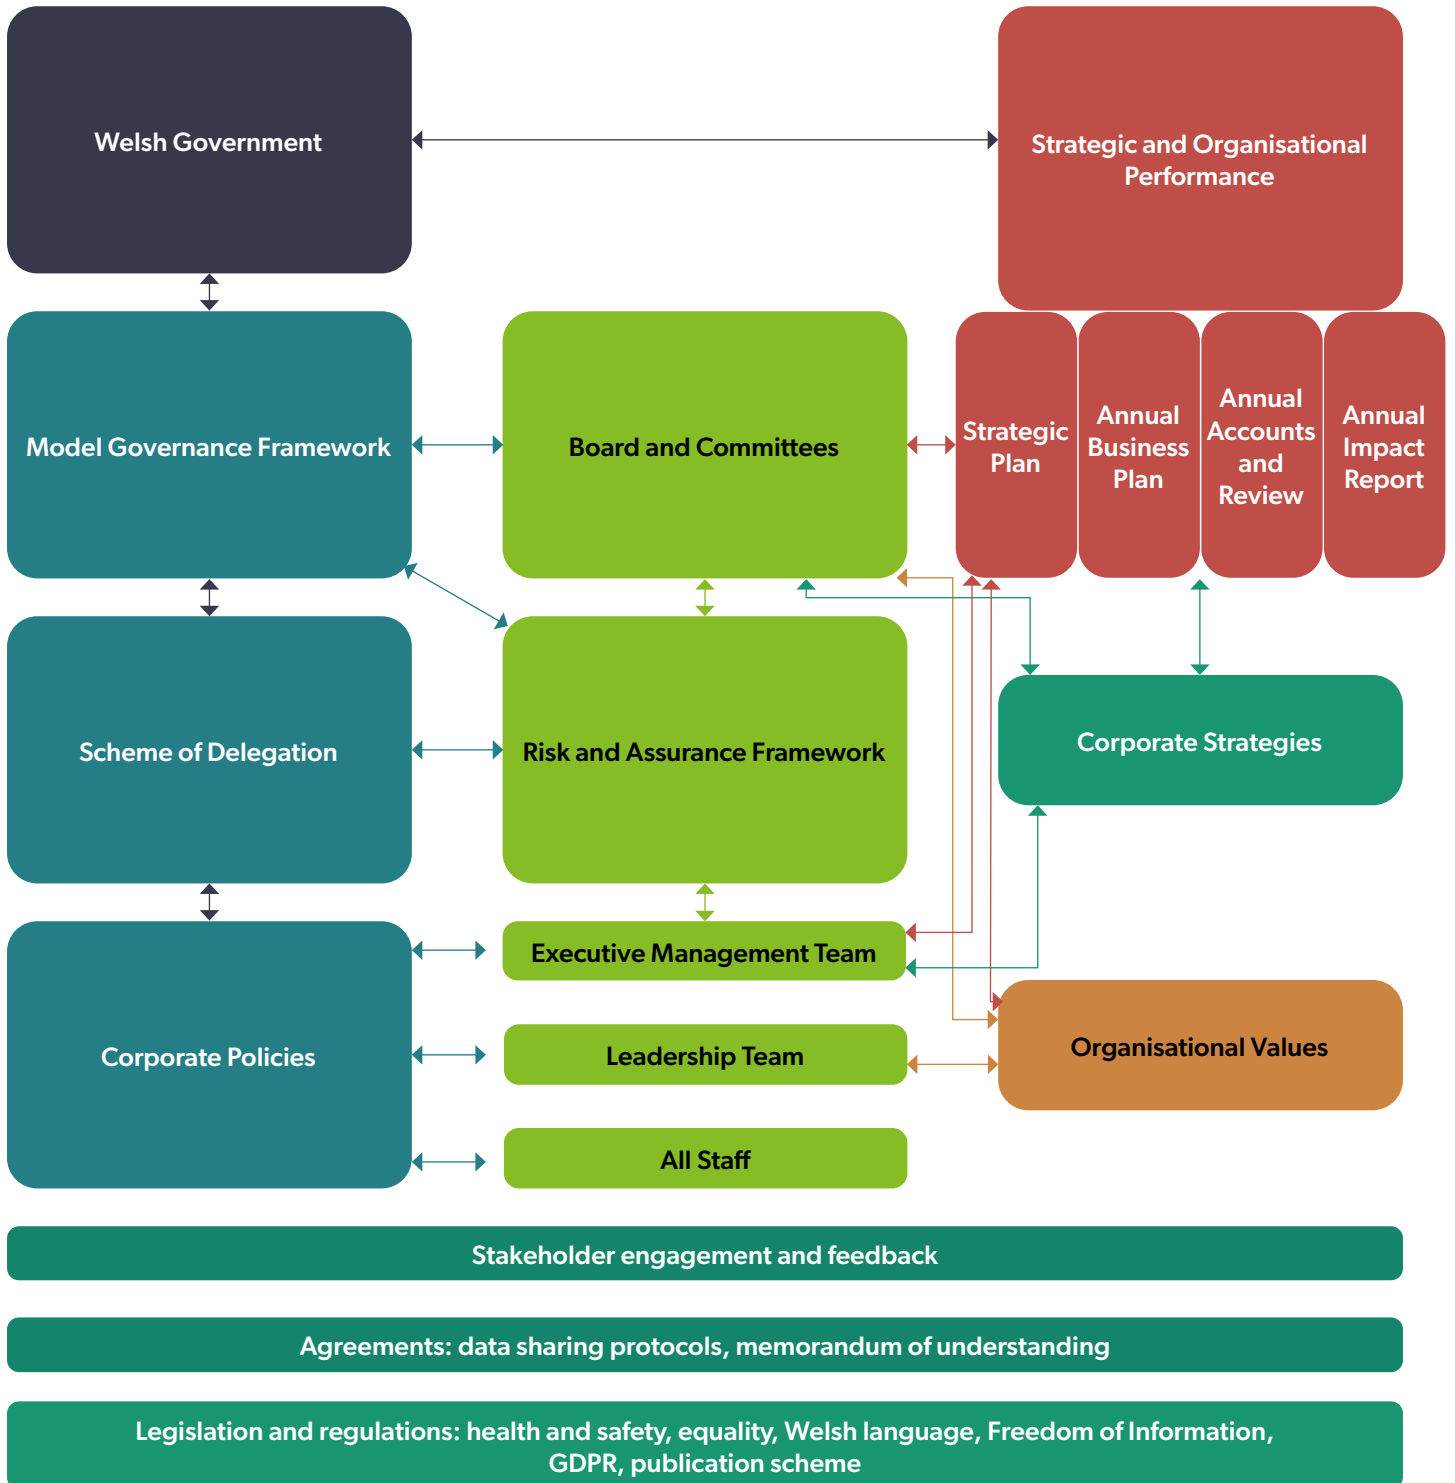 Welsh Government
Strategic and Organisational
Performance
Model Governance Framework
Board and Committees
Strategic
Plan
Annual
Business
Plan
Annual
Accounts
and
Review
Annual
Impact
Report
Scheme of Delegation
Risk and Assurance Framework
Corporate Strategies
Corporate Policies
Executive Management Team
Leadership Team
All Staff
Organisational Values
Stakeholder engagement and feedback
Agreements: data sharing protocols, memorandum of understanding
Legislation and regulations: health and safety, equality, Welsh language, Freedom of Information,
GDPR, publication scheme